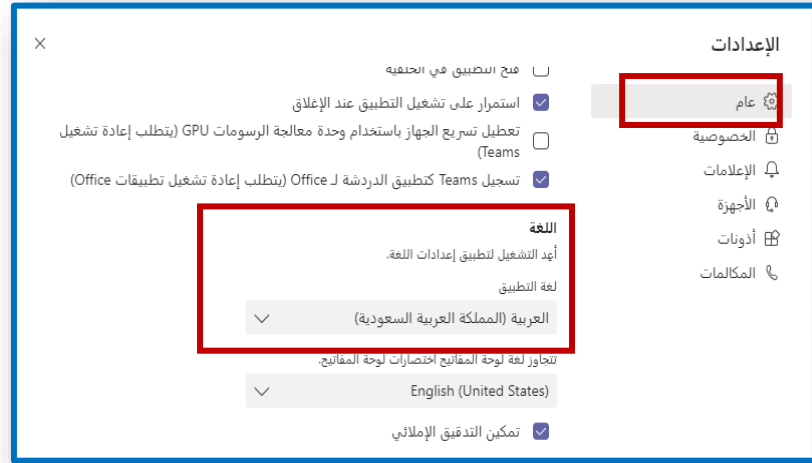 الإعدادات
عام
الخصوصية
الإعلامات
الأجهزة
أذونات
المكالمات
فتح التطبيق في الخلفية
استمرار على تشغيل التطبيق عند الإغلاق
تعطيل تسريع الجهاز باستخدام وحدة معالجة الرسومات GPU (يتطلب إعادة تشغيل
Teams)
تسجيل Teams كتطبيق الدردشة لـ Office (يتطلب إعادة تشغيل تطبيقات Office)
اللغة
أعِد التشغيل لتطبيق إعدادات اللغة.
لغة التطبيق
العربية (المملكة العربية السعودية)
تتجاوز لغة لوحة المفاتيح اختصارات لوحة المفاتيح.
English (United States)
تمكين التدقيق الإملائي